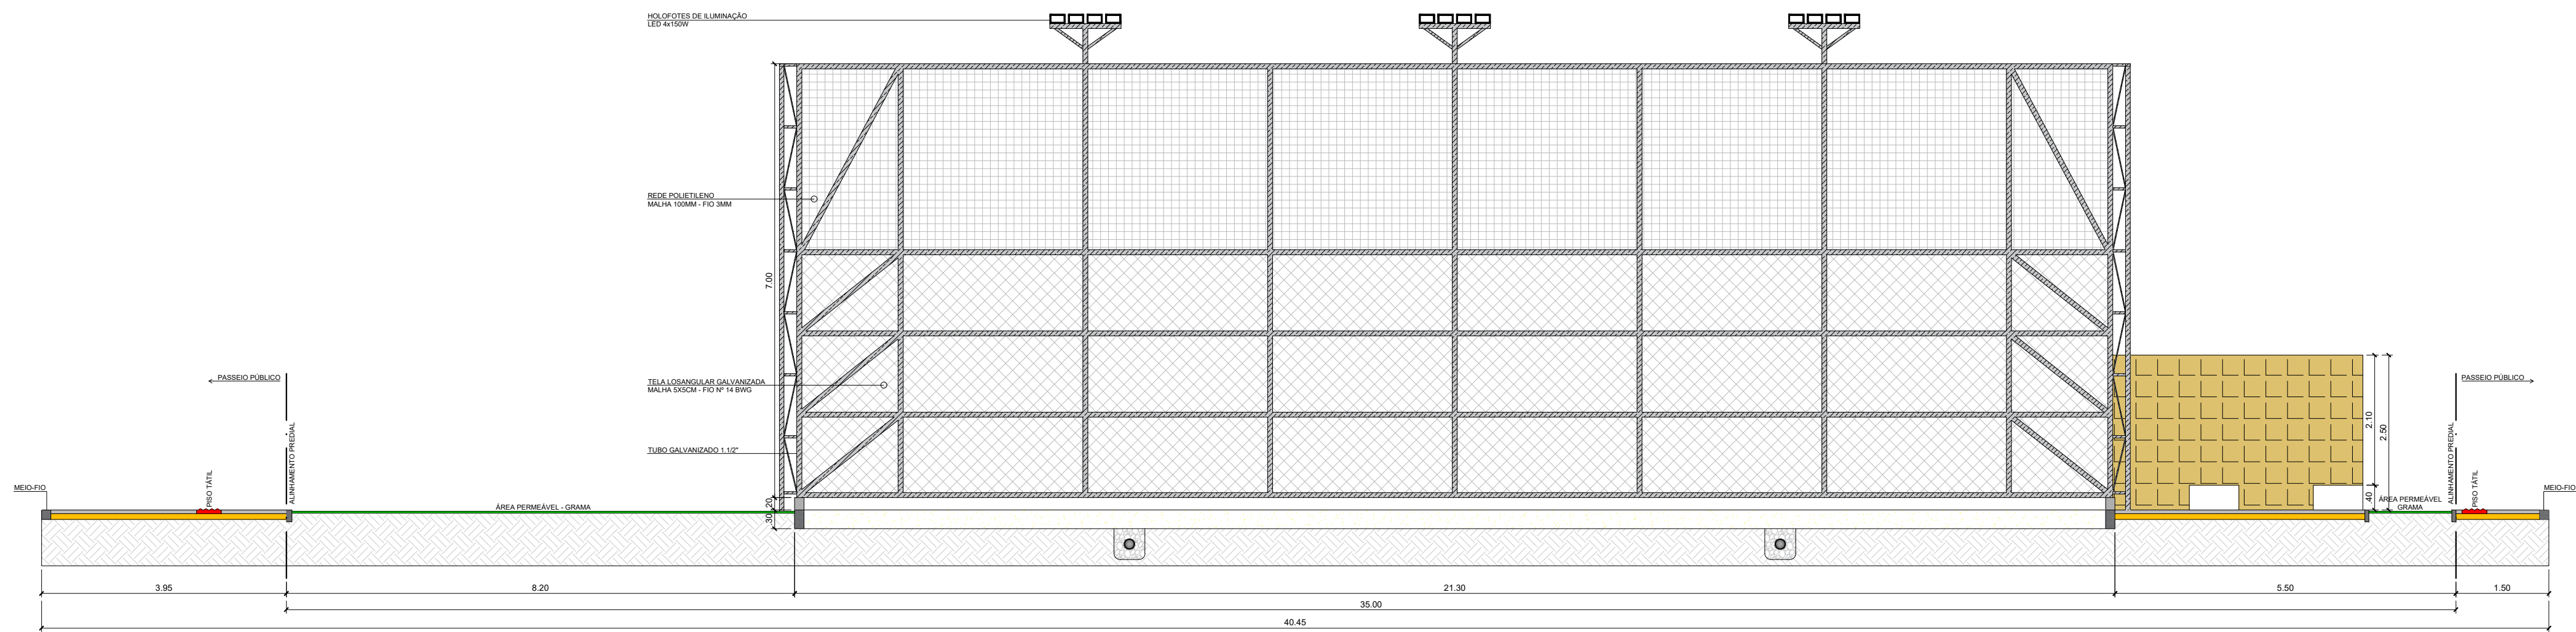 HOLOFOTES DE ILUMINAÇÃO
LED 4x150W
REDE POLIETILENO
MALHA 100MM - FIO 3MM
7.00
TELA LOSANGULAR GALVANIZADA
MALHA 5X5CM - FIO Nº 14 BWG
TUBO GALVANIZADO 1.1/2"
PASSEIO PÚBLICO
ALINHAMENTO PREDIAL
PISO TÁTIL
MEIO-FIO
ÁREA PERMEÁVEL - GRAMA
.20
.30
PASSEIO PÚBLICO
2.10
2.50
.40
ALINHAMENTO PREDIAL
PISO TÁTIL
MEIO-FIO
ÁREA PERMEÁVEL
GRAMA
3.95
8.20
21.30
5.50
1.50
35.00
40.45